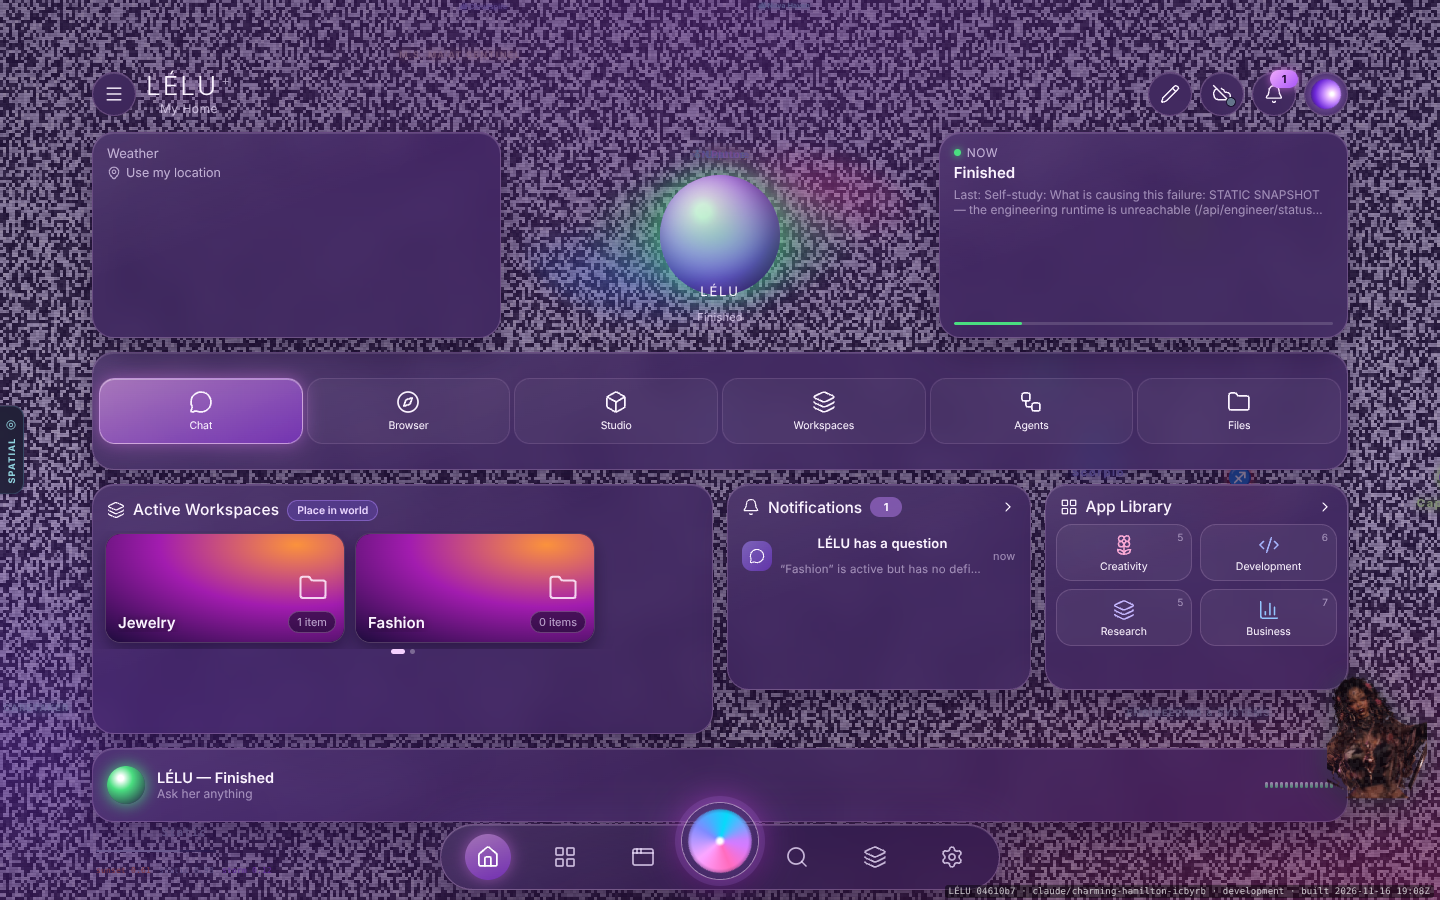 LÉLU+
My Home
1
Weather
Use my location
NOW
Finished
Last: Self-study: What is causing this failure: STATIC SNAPSHOT
— the engineering runtime is unreachable (/api/engineer/status...
LÉLU
Finished
Chat
Browser
Studio
Workspaces
Agents
Files
SPATIAL
Active Workspaces
Place in world
Jewelry
1 item
Fashion
0 items
Notifications
1
LÉLU has a question
"Fashion" is active but has no defi...
now
App Library
Creativity
5
Development
6
Research
5
Business
7
LÉLU — Finished
Ask her anything
LÉLU 04610b7 · claude/charming-hamilton-icbyrb · development · built 2026-11-16 19:08Z